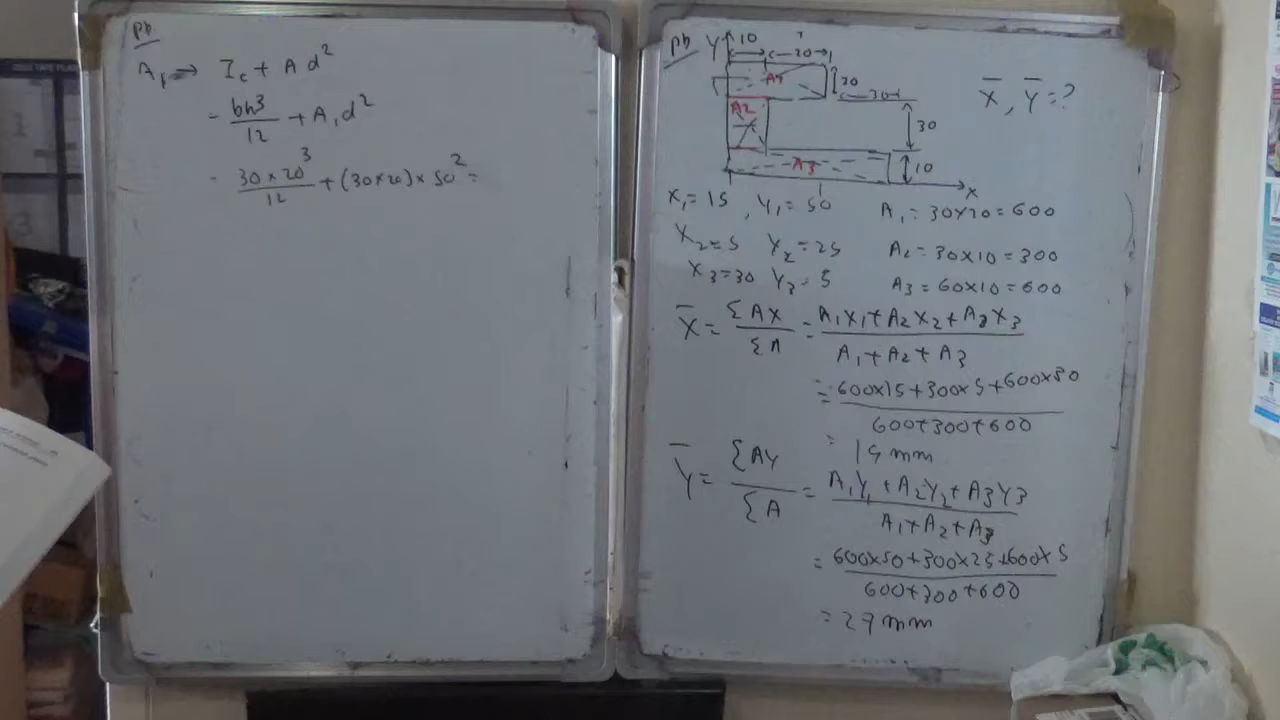 Pb
A₁ → I_c + A d²
= bh³/12 + A₁d²
= 30×20³/12 + (30×20)×50² =
Pb Y 10 20
A1 20 30
X̄, Ȳ = ?
A2 30
A3 10
X
X₁=15, Y₁=50 A₁=30×20=600
X₂=5 Y₂=25 A₂=30×10=300
X₃=30 Y₃=5 A₃=60×10=600
X̄ = ΣAX/ΣA = A₁X₁+A₂X₂+A₃X₃/A₁+A₂+A₃
= 600×15+300×5+600×30/600+300+600
= 19 mm
Ȳ = ΣAY/ΣA = A₁Y₁+A₂Y₂+A₃Y₃/A₁+A₂+A₃
= 600×50+300×25+600×5/600+300+600
= 27 mm